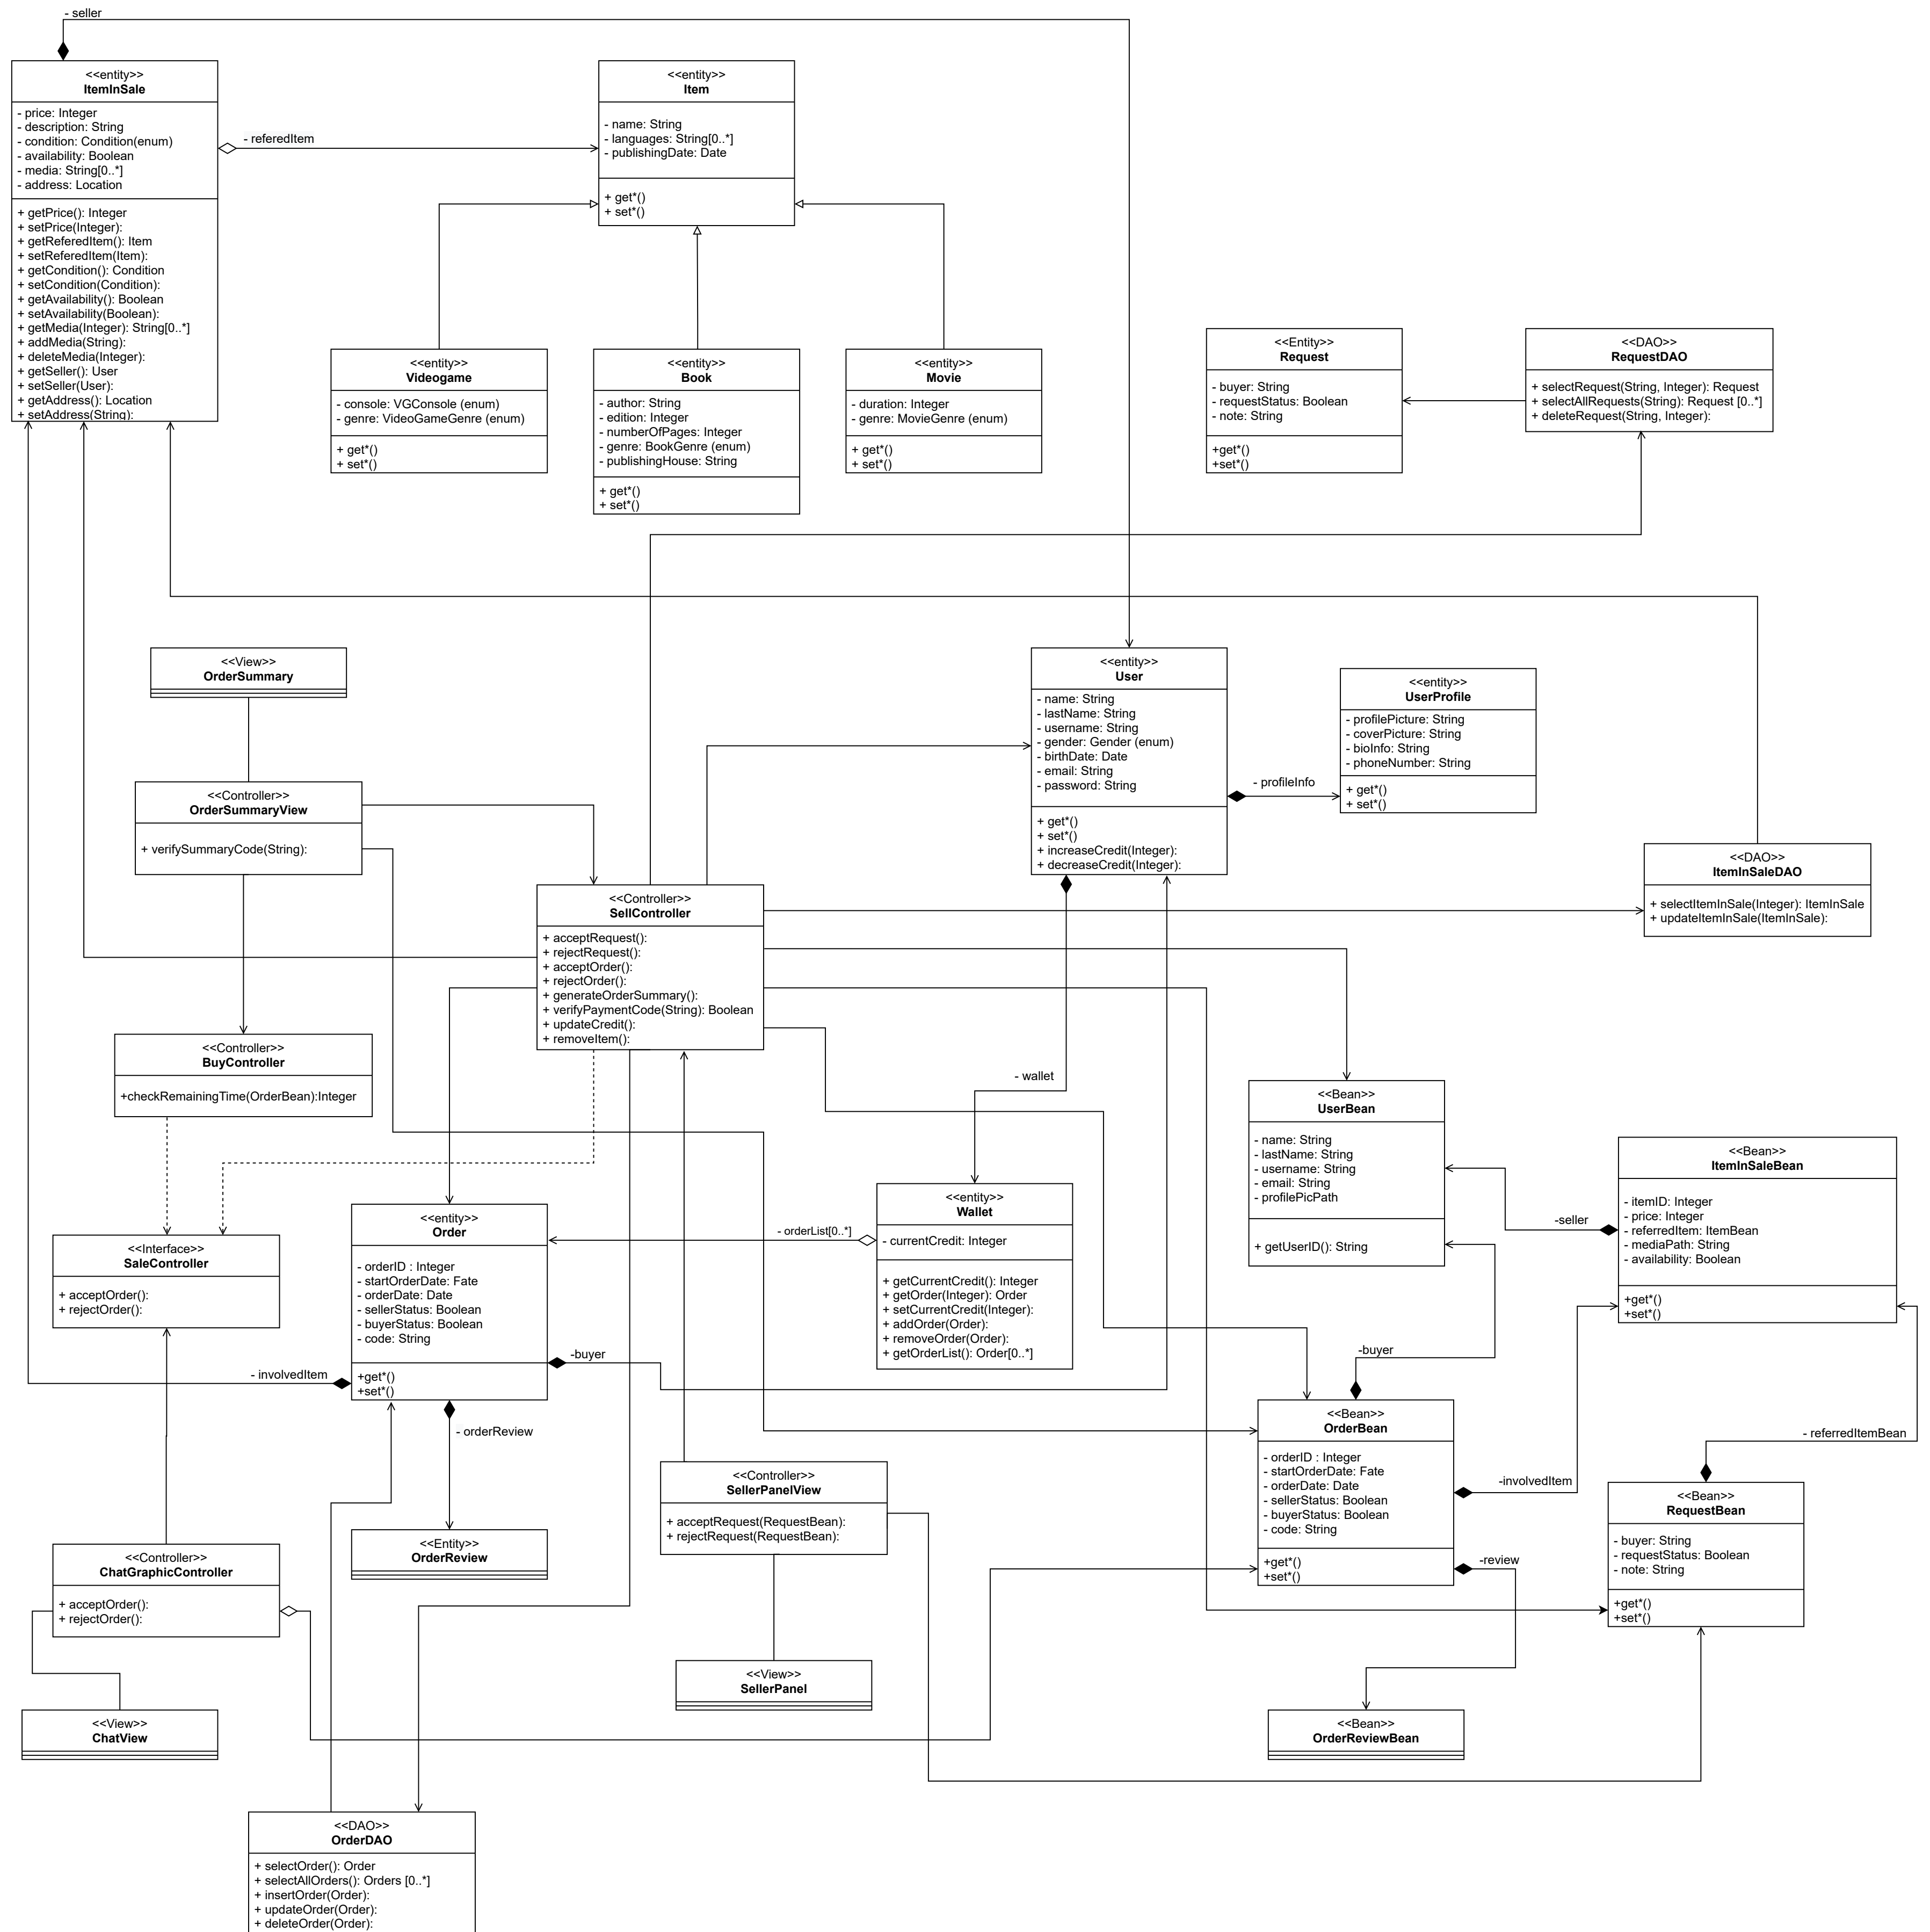 - seller
<<entity>>
ItemInSale
- price: Integer
- description: String
- condition: Condition(enum)
- availability: Boolean
- media: String[0..*]
- address: Location
+ getPrice(): Integer
+ setPrice(Integer):
+ getReferedItem(): Item
+ setReferedItem(Item):
+ getCondition(): Condition
+ setCondition(Condition):
+ getAvailability(): Boolean
+ setAvailability(Boolean):
+ getMedia(Integer): String[0..*]
+ addMedia(String):
+ deleteMedia(Integer):
+ getSeller(): User
+ setSeller(User):
+ getAddress(): Location
+ setAddress(String):
- referedItem
<<entity>>
Item
- name: String
- languages: String[0..*]
- publishingDate: Date
+ get*()
+ set*()
<<entity>>
Videogame
- console: VGConsole (enum)
- genre: VideoGameGenre (enum)
+ get*()
+ set*()
<<entity>>
Book
- author: String
- edition: Integer
- numberOfPages: Integer
- genre: BookGenre (enum)
- publishingHouse: String
+ get*()
+ set*()
<<entity>>
Movie
- duration: Integer
- genre: MovieGenre (enum)
+ get*()
+ set*()
<<Entity>>
Request
- buyer: String
- requestStatus: Boolean
- note: String
+get*()
+set*()
<<DAO>>
RequestDAO
+ selectRequest(String, Integer): Request
+ selectAllRequests(String): Request [0..*]
+ deleteRequest(String, Integer):
<<View>>
OrderSummary
<<Controller>>
OrderSummaryView
+ verifySummaryCode(String):
<<entity>>
User
- name: String
- lastName: String
- username: String
- gender: Gender (enum)
- birthDate: Date
- email: String
- password: String
+ get*()
+ set*()
+ increaseCredit(Integer):
+ decreaseCredit(Integer):
- profileInfo
<<entity>>
UserProfile
- profilePicture: String
- coverPicture: String
- bioInfo: String
- phoneNumber: String
+ get*()
+ set*()
<<DAO>>
ItemInSaleDAO
+ selectItemInSale(Integer): ItemInSale
+ updateItemInSale(ItemInSale):
<<Controller>>
SellController
+ acceptRequest():
+ rejectRequest():
+ acceptOrder():
+ rejectOrder():
+ generateOrderSummary():
+ verifyPaymentCode(String): Boolean
+ updateCredit():
+ removeItem():
<<Controller>>
BuyController
+checkRemainingTime(OrderBean):Integer
- wallet
<<Bean>>
UserBean
- name: String
- lastName: String
- username: String
- email: String
- profilePicPath
+ getUserID(): String
<<Bean>>
ItemInSaleBean
- itemID: Integer
- price: Integer
- referredItem: ItemBean
- mediaPath: String
- availability: Boolean
+get*()
+set*()
-seller
<<Interface>>
SaleController
+ acceptOrder():
+ rejectOrder():
<<entity>>
Order
- orderID : Integer
- startOrderDate: Fate
- orderDate: Date
- sellerStatus: Boolean
- buyerStatus: Boolean
- code: String
+get*()
+set*()
- orderList[0..*]
<<entity>>
Wallet
- currentCredit: Integer
+ getCurrentCredit(): Integer
+ getOrder(Integer): Order
+ setCurrentCredit(Integer):
+ addOrder(Order):
+ removeOrder(Order):
+ getOrderList(): Order[0..*]
- involvedItem
-buyer
- orderReview
-buyer
<<Bean>>
OrderBean
- orderID : Integer
- startOrderDate: Fate
- orderDate: Date
- sellerStatus: Boolean
- buyerStatus: Boolean
- code: String
+get*()
+set*()
-involvedItem
-review
- referredItemBean
<<Bean>>
RequestBean
- buyer: String
- requestStatus: Boolean
- note: String
+get*()
+set*()
<<Controller>>
SellerPanelView
+ acceptRequest(RequestBean):
+ rejectRequest(RequestBean):
<<Entity>>
OrderReview
<<Controller>>
ChatGraphicController
+ acceptOrder():
+ rejectOrder():
<<View>>
SellerPanel
<<View>>
ChatView
<<Bean>>
OrderReviewBean
<<DAO>>
OrderDAO
+ selectOrder(): Order
+ selectAllOrders(): Orders [0..*]
+ insertOrder(Order):
+ updateOrder(Order):
+ deleteOrder(Order):